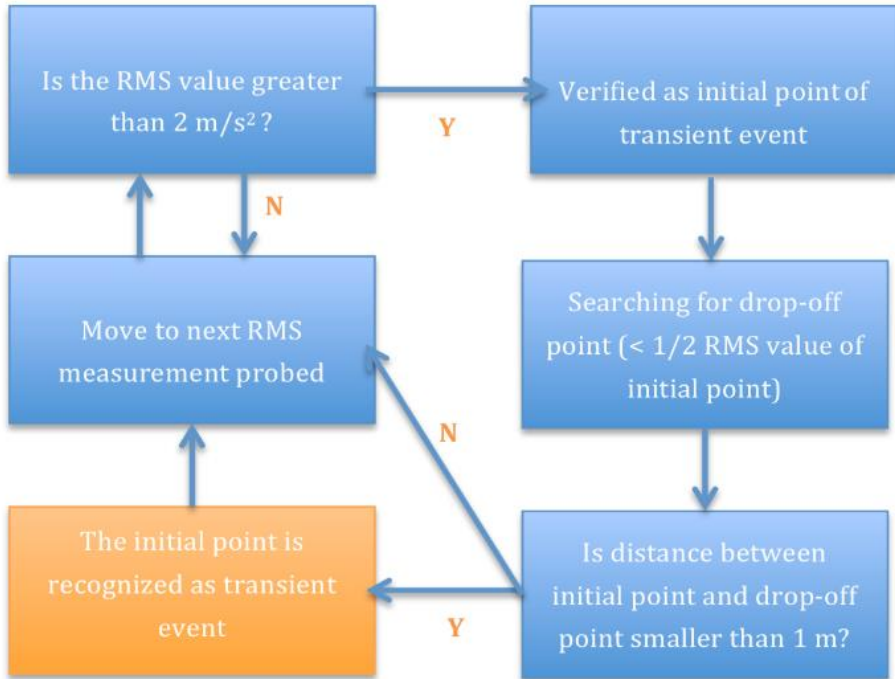 Is the RMS value greater
than 2 m/s² ?
Y
Verified as initial point of
transient event
N
Move to next RMS
measurement probed
Searching for drop-off
point (< 1/2 RMS value of
initial point)
N
The initial point is
recognized as transient
event
Y
Is distance between
initial point and drop-off
point smaller than 1 m?